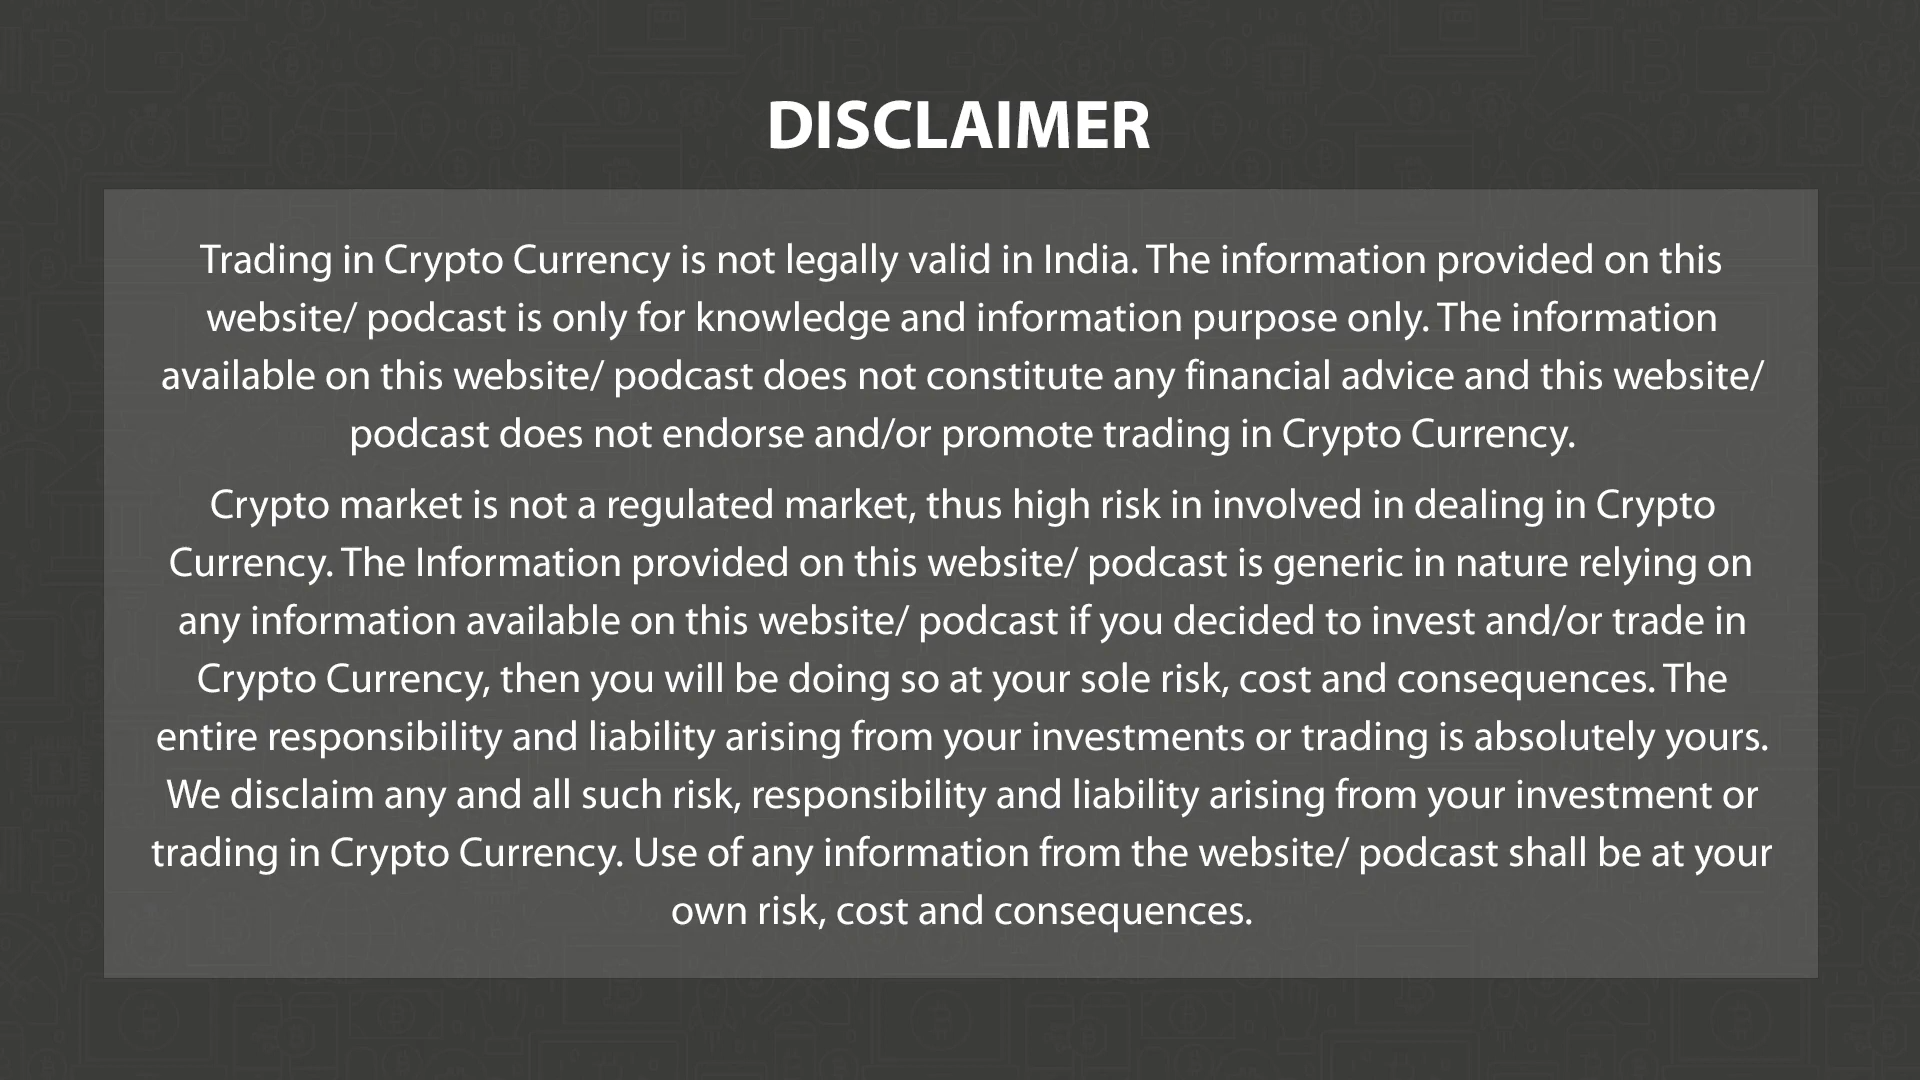 DISCLAIMER
Trading in Crypto Currency is not legally valid in India. The information provided on this
website/ podcast is only for knowledge and information purpose only. The information
available on this website/ podcast does not constitute any financial advice and this website/
podcast does not endorse and/or promote trading in Crypto Currency.
Crypto market is not a regulated market, thus high risk in involved in dealing in Crypto
Currency. The Information provided on this website/ podcast is generic in nature relying on
any information available on this website/ podcast if you decided to invest and/or trade in
Crypto Currency, then you will be doing so at your sole risk, cost and consequences. The
entire responsibility and liability arising from your investments or trading is absolutely yours.
We disclaim any and all such risk, responsibility and liability arising from your investment or
trading in Crypto Currency. Use of any information from the website/ podcast shall be at your
own risk, cost and consequences.